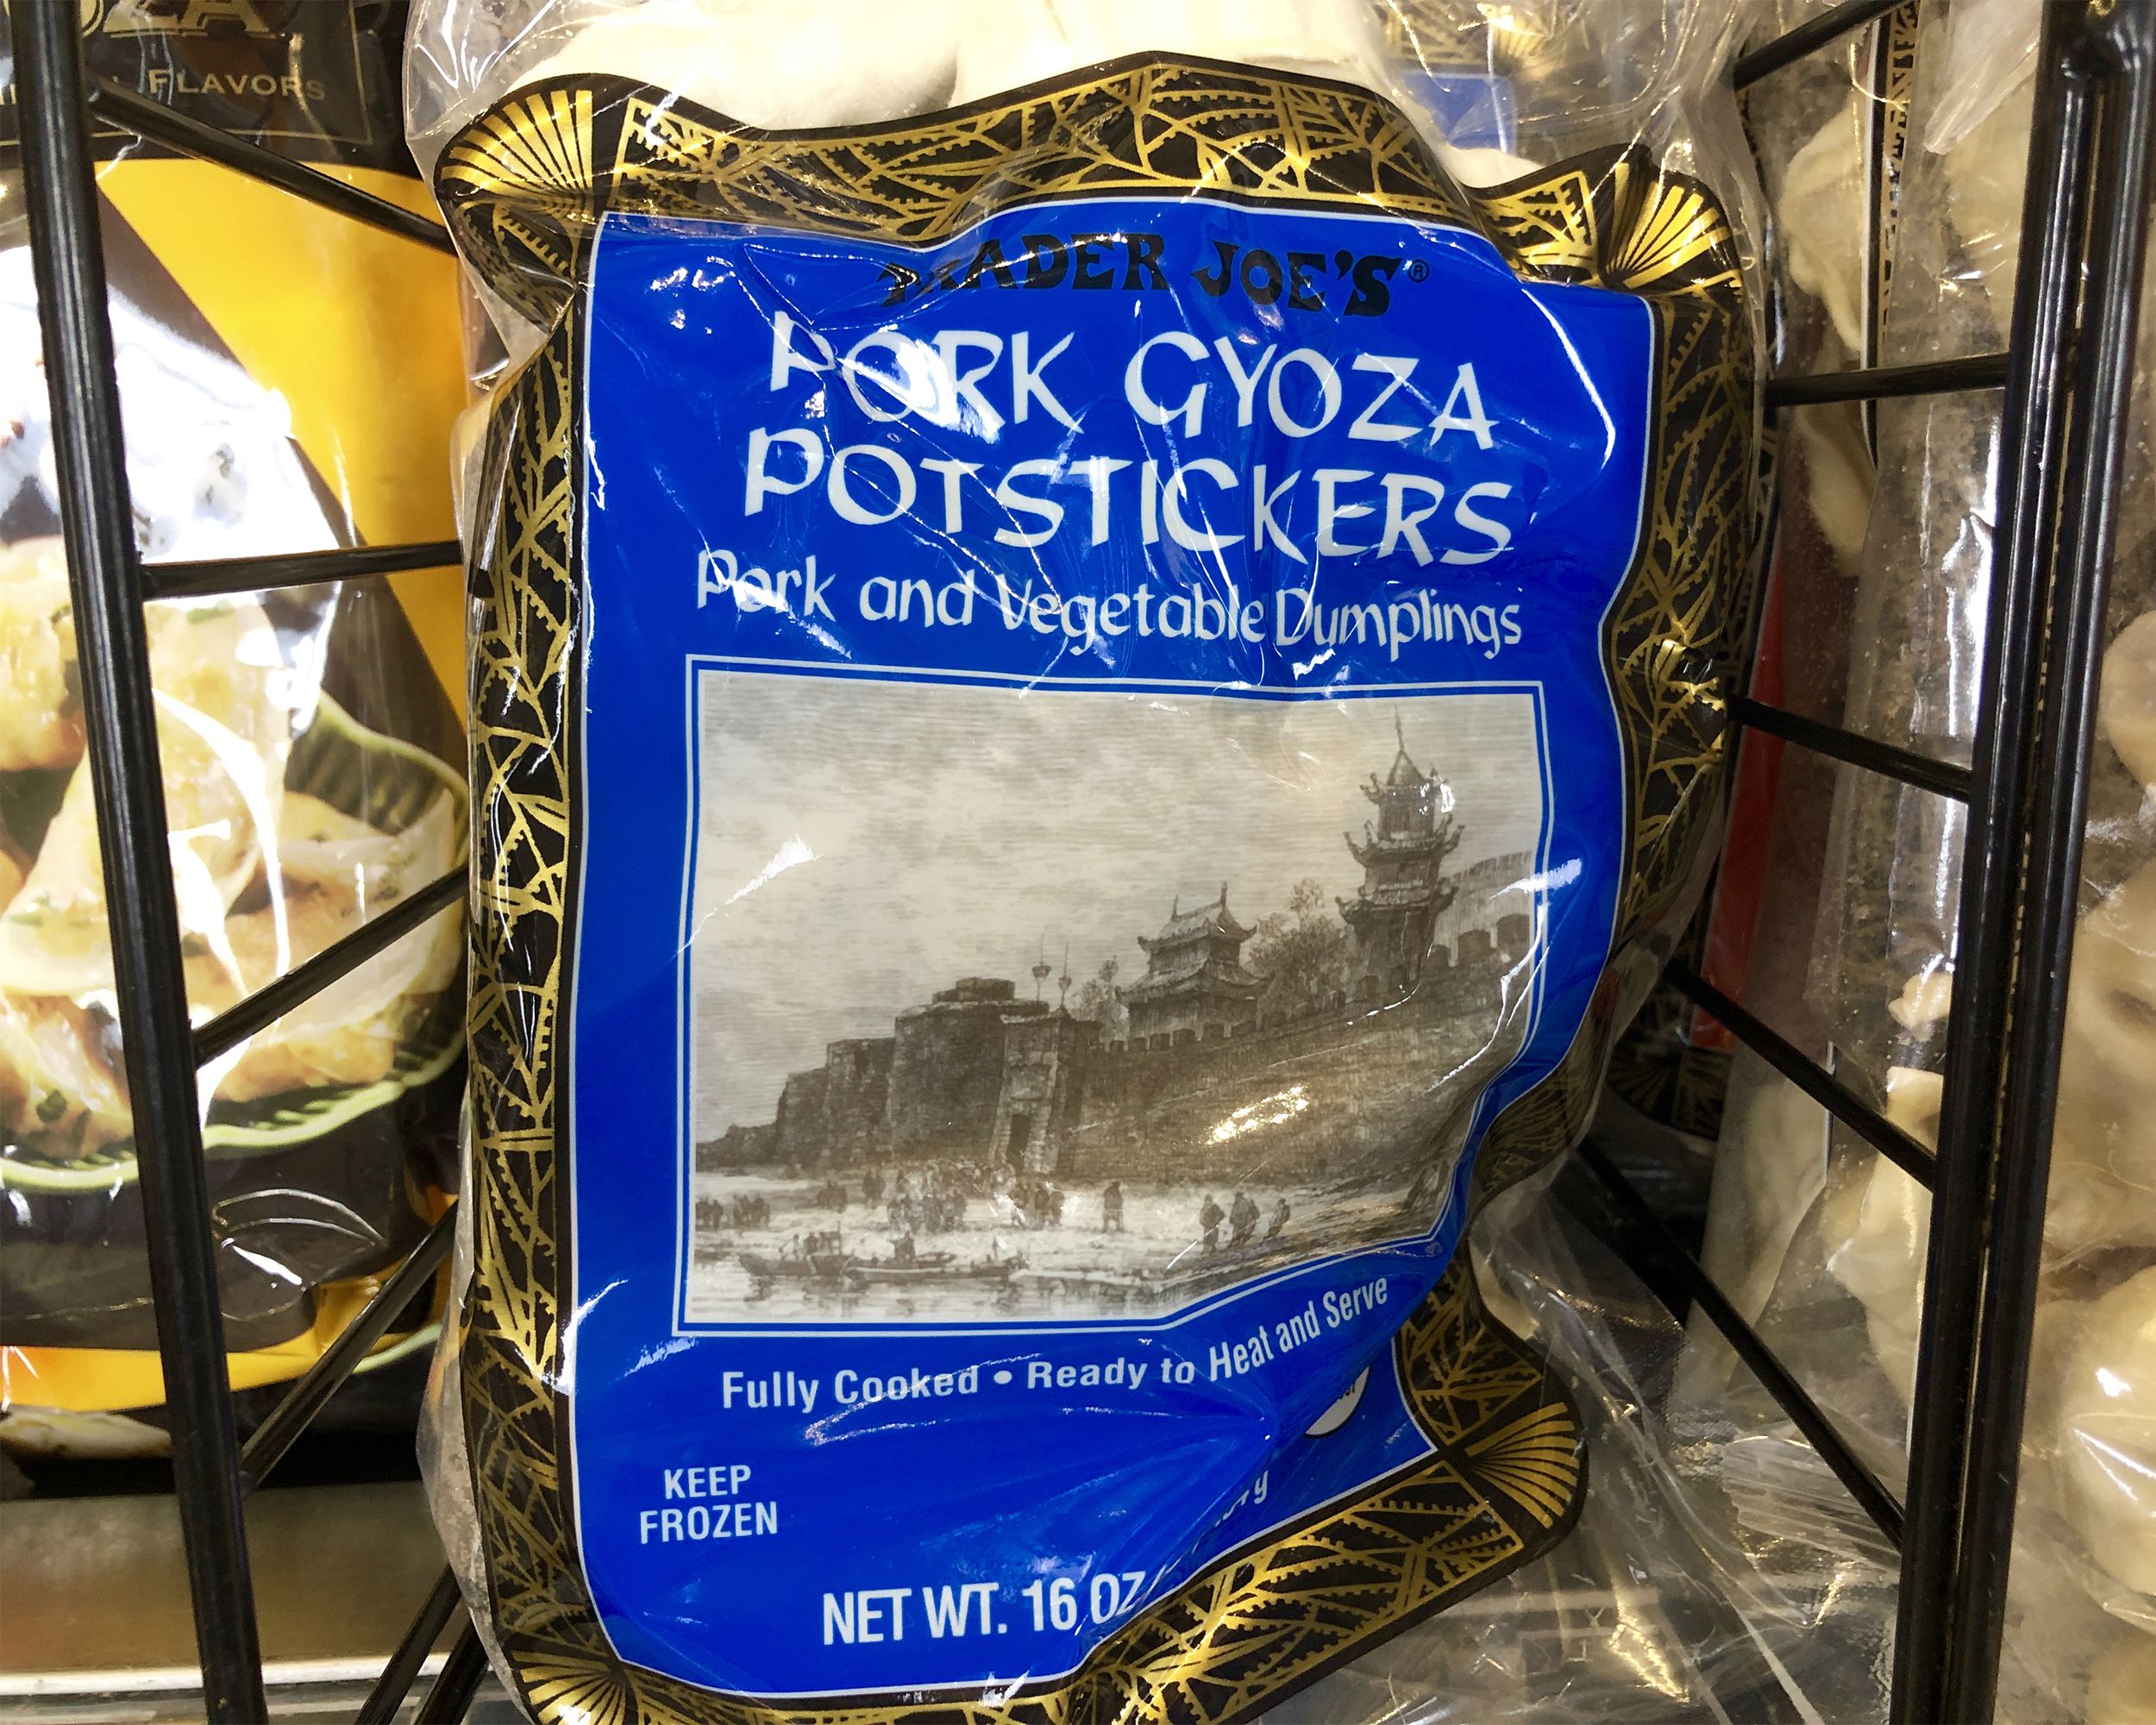 FLAVORS
TRADER JOE'S®
PORK GYOZA
POTSTICKERS
Pork and Vegetable Dumplings
Fully Cooked • Ready to Heat and Serve
KEEP
FROZEN
NET WT. 16 OZ